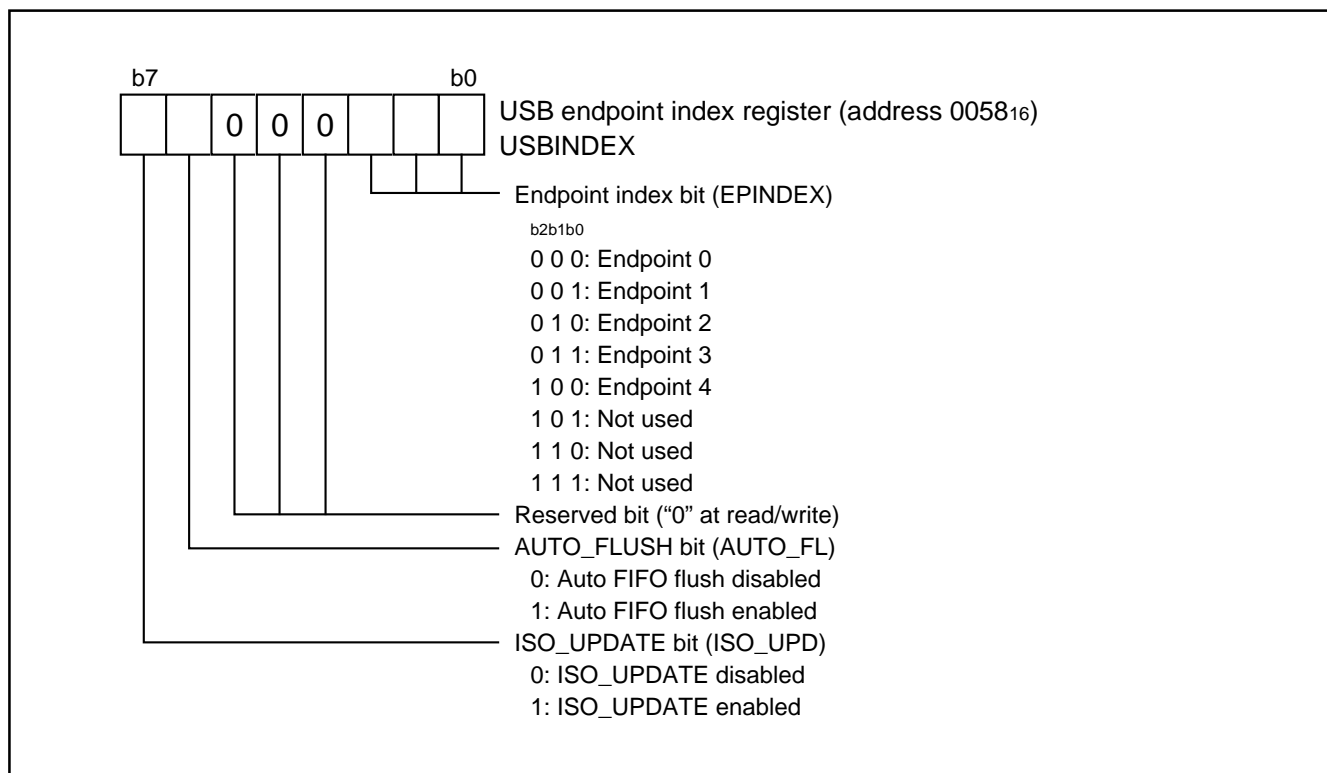 b7 b0
0 0 0
USB endpoint index register (address 005816)
USBINDEX
Endpoint index bit (EPINDEX)
b2b1b0
0 0 0: Endpoint 0
0 0 1: Endpoint 1
0 1 0: Endpoint 2
0 1 1: Endpoint 3
1 0 0: Endpoint 4
1 0 1: Not used
1 1 0: Not used
1 1 1: Not used
Reserved bit (“0” at read/write)
AUTO_FLUSH bit (AUTO_FL)
0: Auto FIFO flush disabled
1: Auto FIFO flush enabled
ISO_UPDATE bit (ISO_UPD)
0: ISO_UPDATE disabled
1: ISO_UPDATE enabled